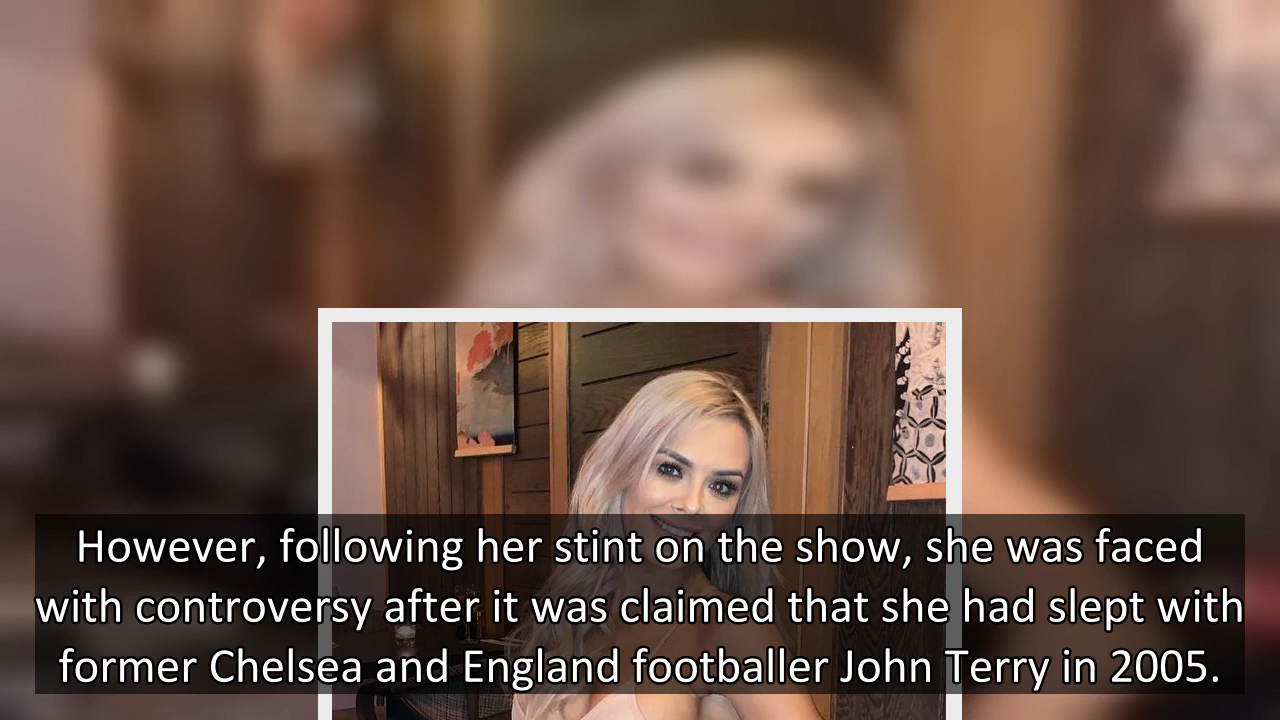 However, following her stint on the show, she was faced
with controversy after it was claimed that she had slept with
former Chelsea and England footballer John Terry in 2005.